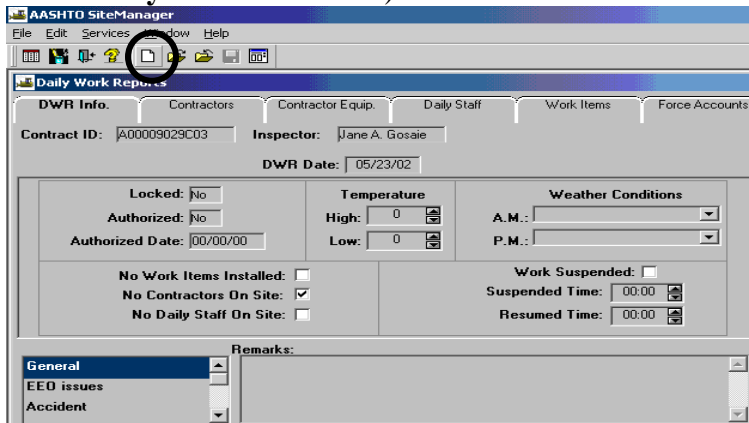 AASHTO SiteManager
File Edit Services Window Help
Daily Work Reports
DWR Info. Contractors Contractor Equip. Daily Staff Work Items Force Accounts
Contract ID: A00009029C03 Inspector: Jane A. Gosaie
DWR Date: 05/23/02
Locked: No Temperature Weather Conditions
Authorized: No High: 0 A.M.:
Authorized Date: 00/00/00 Low: 0 P.M.:
No Work Items Installed: Work Suspended:
No Contractors On Site: Suspended Time: 00:00
No Daily Staff On Site: Resumed Time: 00:00
Remarks:
General
EEO issues
Accident